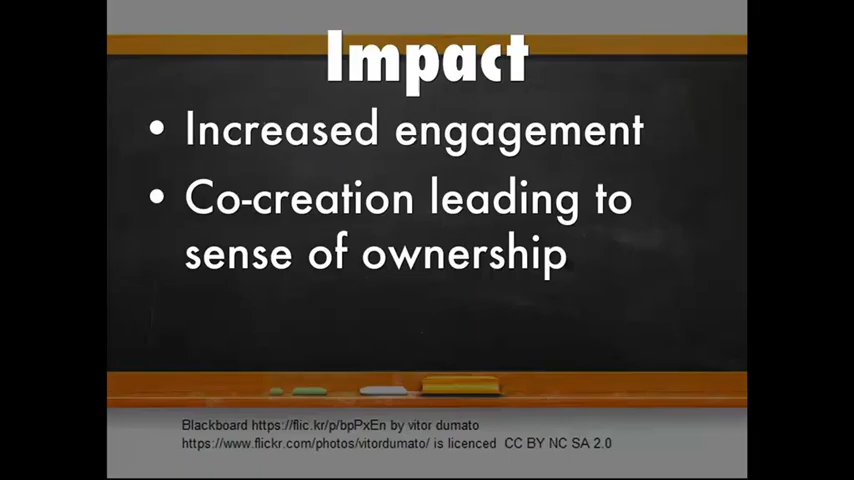 Impact
• Increased engagement
• Co-creation leading to
sense of ownership
Blackboard https://flic.kr/p/bpPxEn by vitor dumato
https://www.flickr.com/photos/vitordumato/ is licenced CC BY NC SA 2.0